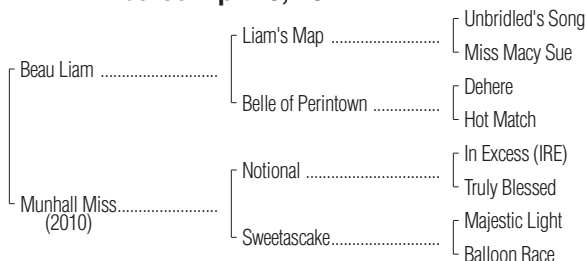 Unbridled's Song
Liam's Map
Miss Macy Sue
Beau Liam
Dehere
Belle of Perintown
Hot Match
In Excess (IRE)
Notional
Truly Blessed
Munhall Miss
(2010)
Majestic Light
Sweetascake
Balloon Race